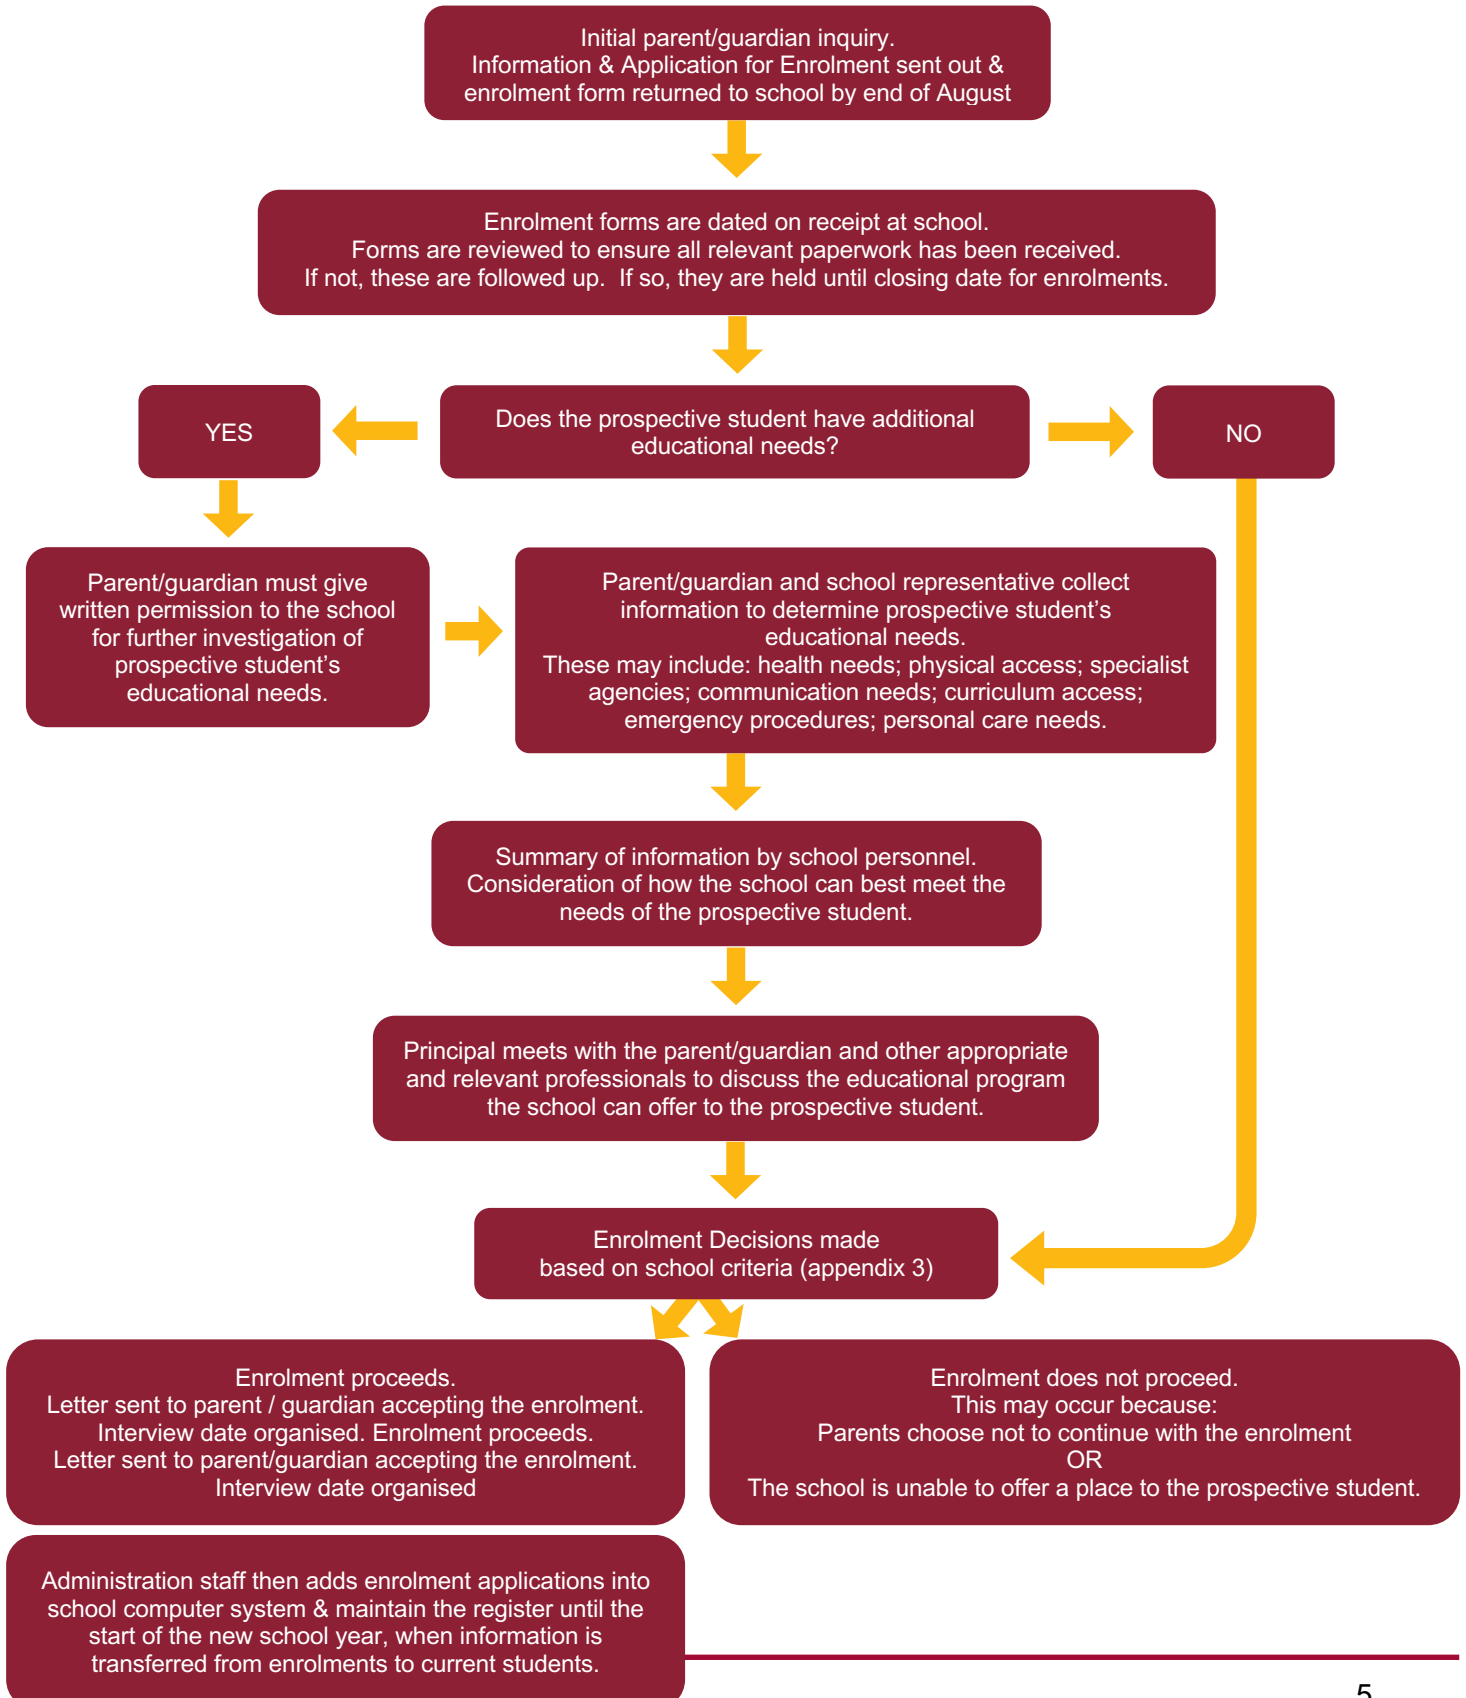 Initial parent/guardian inquiry.
Information & Application for Enrolment sent out &
enrolment form returned to school by end of August
Enrolment forms are dated on receipt at school.
Forms are reviewed to ensure all relevant paperwork has been received.
If not, these are followed up.  If so, they are held until closing date for enrolments.
YES
Does the prospective student have additional
educational needs?
NO
Parent/guardian must give
written permission to the school
for further investigation of
prospective student’s
educational needs.
Parent/guardian and school representative collect
information to determine prospective student’s
educational needs.
These may include: health needs; physical access; specialist
agencies; communication needs; curriculum access;
emergency procedures; personal care needs.
Summary of information by school personnel.
Consideration of how the school can best meet the
needs of the prospective student.
Principal meets with the parent/guardian and other appropriate
and relevant professionals to discuss the educational program
the school can offer to the prospective student.
Enrolment Decisions made
based on school criteria (appendix 3)
Enrolment proceeds.
Letter sent to parent / guardian accepting the enrolment.
Interview date organised. Enrolment proceeds.
Letter sent to parent/guardian accepting the enrolment.
Interview date organised
Enrolment does not proceed.
This may occur because:
Parents choose not to continue with the enrolment
OR
The school is unable to offer a place to the prospective student.
Administration staff then adds enrolment applications into
school computer system & maintain the register until the
start of the new school year, when information is
transferred from enrolments to current students.
5